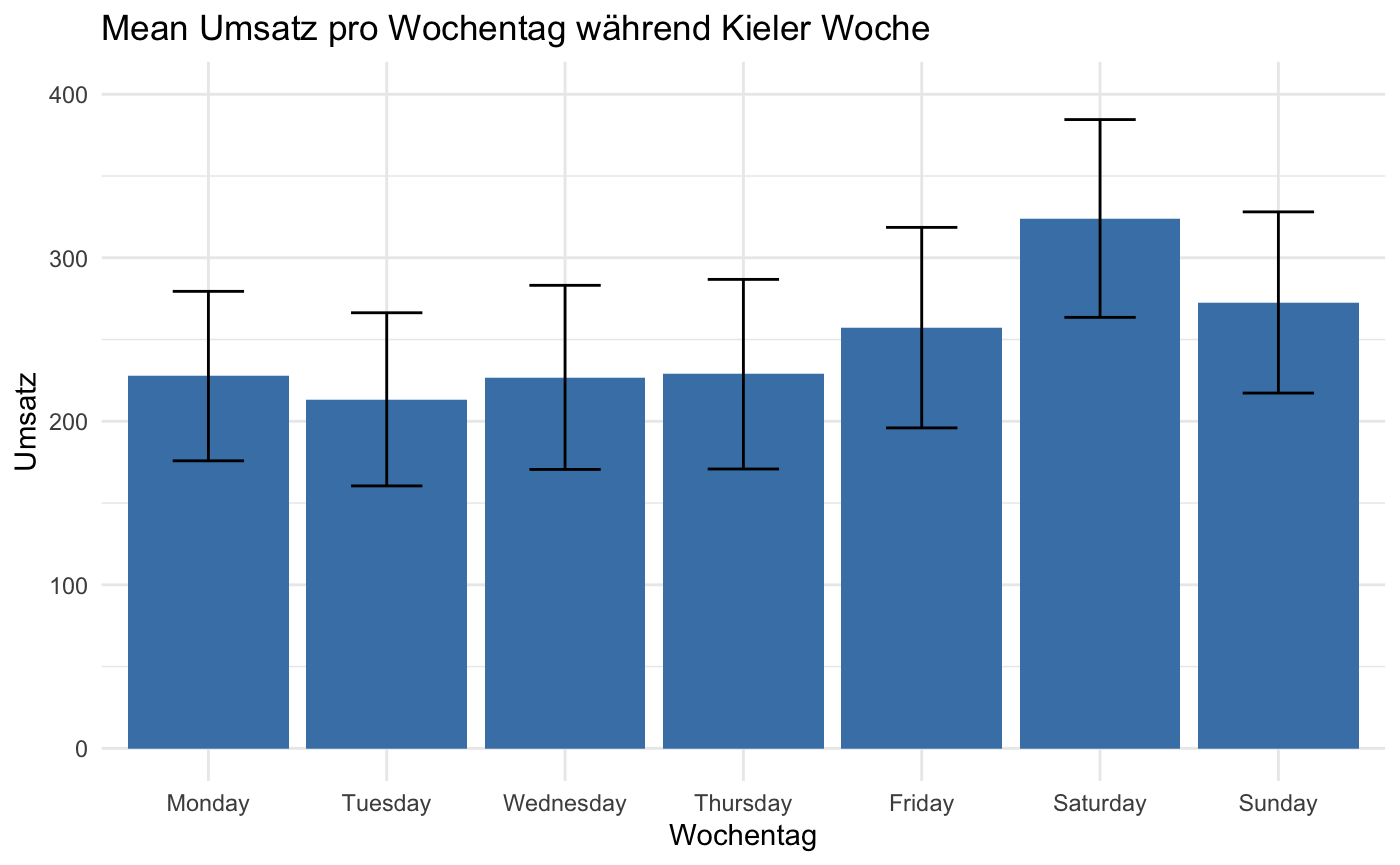 Mean Umsatz pro Wochentag während Kieler Woche
Umsatz
400
300
200
100
0
Monday Tuesday Wednesday Thursday Friday Saturday Sunday
Wochentag